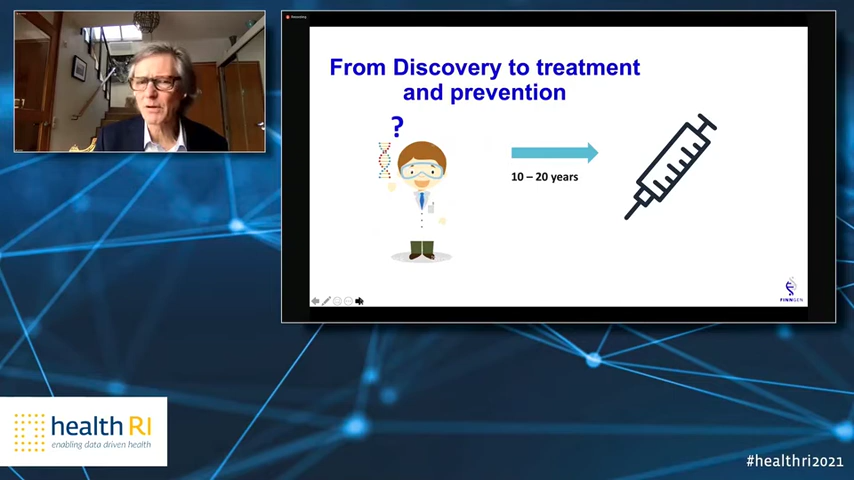 From Discovery to treatment
and prevention
?
10 – 20 years
FINNGEN
health RI
enabling data driven health
#healthri2021